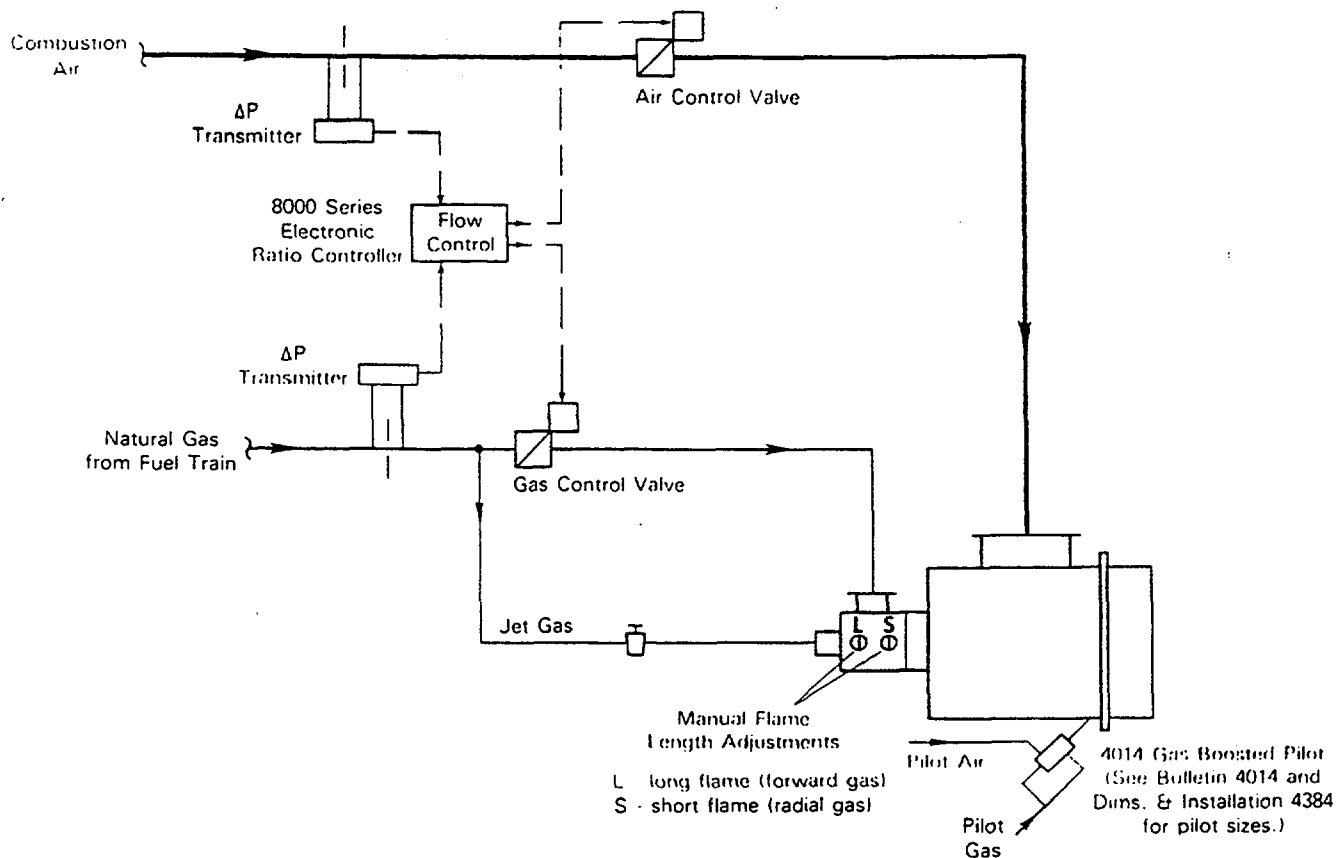 Combustion
Air
Air Control Valve
ΔP
Transmitter
8000 Series
Electronic
Ratio Controller
Flow
Control
ΔP
Transmitter
Natural Gas
from Fuel Train
Gas Control Valve
Jet Gas
L S
Manual Flame
Length Adjustments
L - long flame (forward gas)
S - short flame (radial gas)
Pilot Air
4014 Gas Boosted Pilot
(See Bulletin 4014 and
Dims. & Installation 4384
for pilot sizes.)
Pilot
Gas